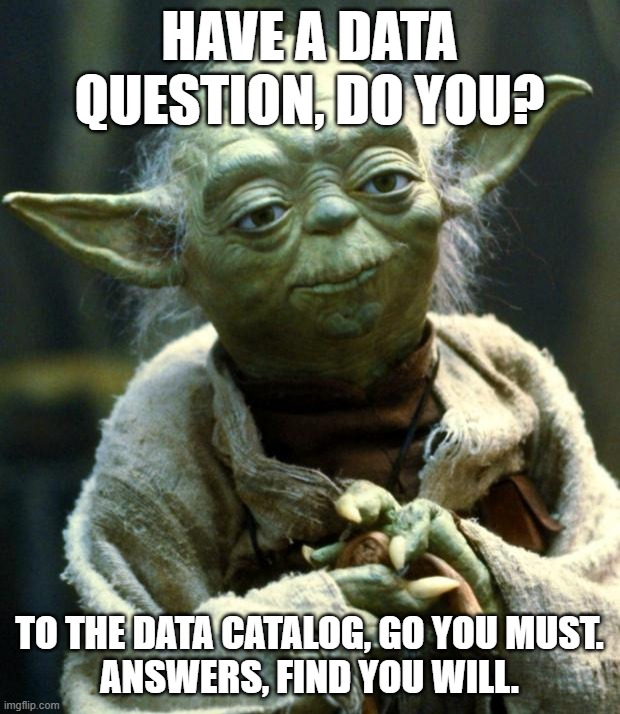 HAVE A DATA
QUESTION, DO YOU?
TO THE DATA CATALOG, GO YOU MUST.
ANSWERS, FIND YOU WILL.
imgflip.com